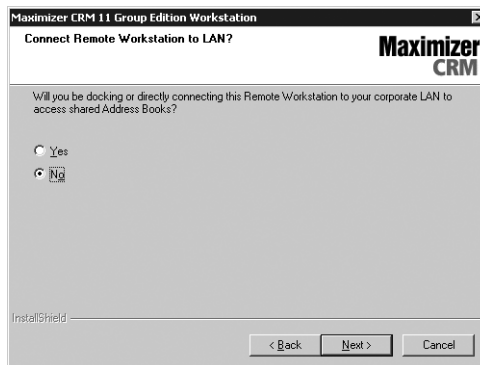 Maximizer CRM 11 Group Edition Workstation
Connect Remote Workstation to LAN?
Maximizer
CRM
Will you be docking or directly connecting this Remote Workstation to your corporate LAN to
access shared Address Books?
Yes
No
InstallShield
< Back Next > Cancel